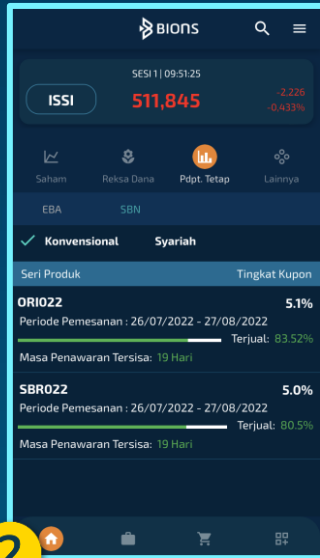 BIONS
SESI 1 | 09:51:25
ISSI 511,845 -2,226
-0,433%
Saham Reksa Dana Pdpt. Tetap Lainnya
EBA SBN
Konvensional Syariah
Seri Produk Tingkat Kupon
ORI022 5.1%
Periode Pemesanan : 26/07/2022 - 27/08/2022
Terjual: 83.52%
Masa Penawaran Tersisa: 19 Hari
SBR022 5.0%
Periode Pemesanan : 26/07/2022 - 27/08/2022
Terjual: 80.5%
Masa Penawaran Tersisa: 19 Hari
2